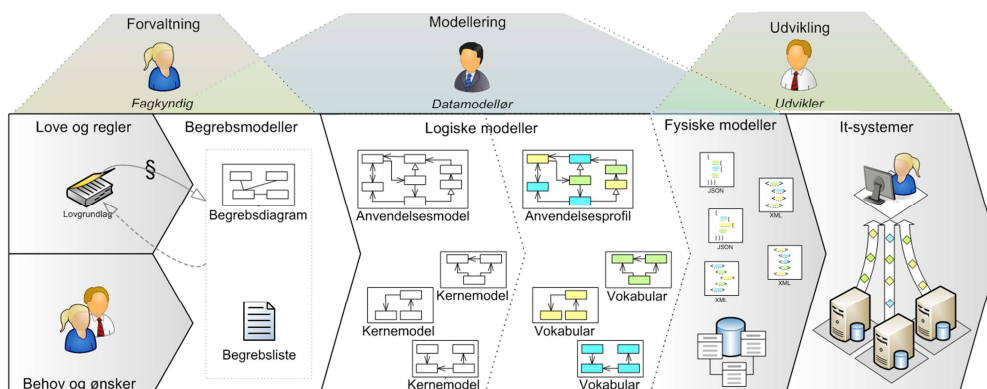 Forvaltning
Modellering
Udvikling
Fagkyndig
Datamodellør
Udvikler
Love og regler
Begrebsmodeller
Logiske modeller
Fysiske modeller
It-systemer
§
Lovgrundlag
Begrebsdiagram
Anvendelsesmodel
Anvendelsesprofil
JSON
XML
JSON
XML
XML
Kernemodel
Vokabular
Kernemodel
Vokabular
Begrebsliste
Kernemodel
Vokabular
Behov og ønsker